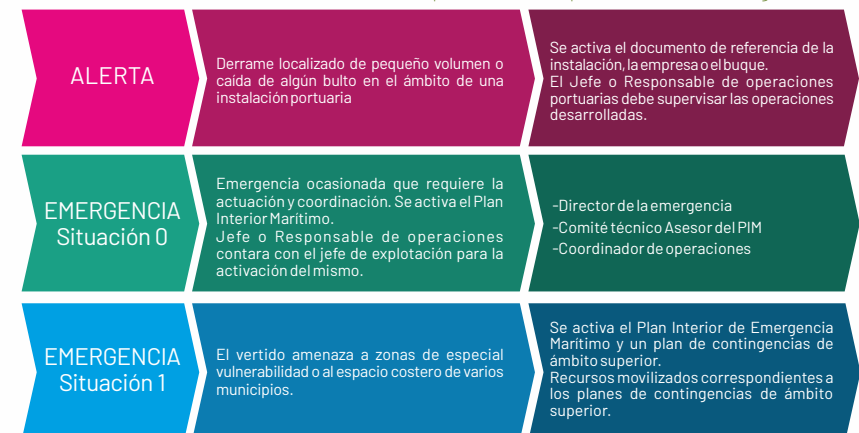 ALERTA
Derrame localizado de pequeño volumen o
caída de algún bulto en el ámbito de una
instalación portuaria
Se activa el documento de referencia de la
instalación, la empresa o el buque.
El Jefe o Responsable de operaciones
portuarias debe supervisar las operaciones
desarrolladas.
EMERGENCIA
Situación 0
Emergencia ocasionada que requiere la
actuación y coordinación. Se activa el Plan
Interior Marítimo.
Jefe o Responsable de operaciones
contara con el jefe de explotación para la
activación del mismo.
-Director de la emergencia
-Comité técnico Asesor del PIM
-Coordinador de operaciones
EMERGENCIA
Situación 1
El vertido amenaza a zonas de especial
vulnerabilidad o al espacio costero de varios
municipios.
Se activa el Plan Interior de Emergencia
Marítimo y un plan de contingencias de
ámbito superior.
Recursos movilizados correspondientes a
los planes de contingencias de ámbito
superior.